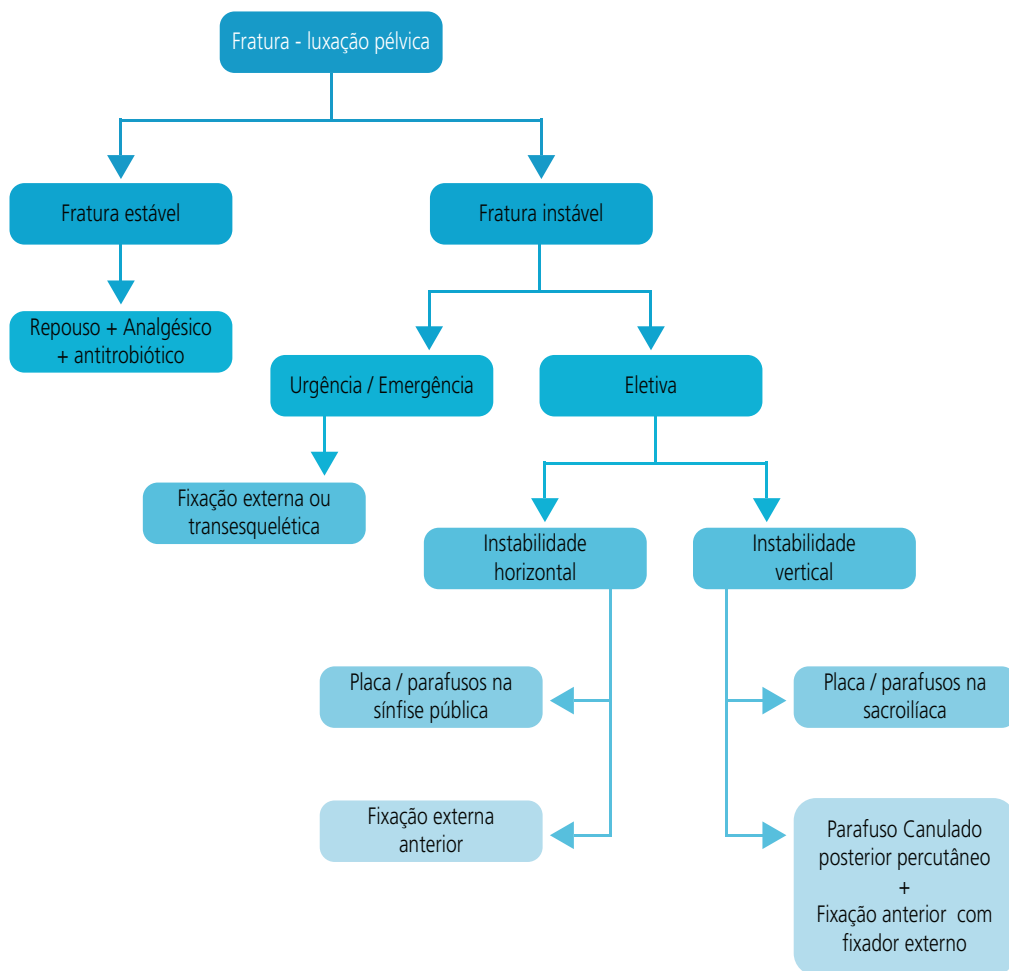 Fratura - luxação pélvica
Fratura estável
Fratura instável
Repouso + Analgésico
+ antitrobiótico
Urgência / Emergência
Eletiva
Fixação externa ou
transesquelética
Instabilidade
horizontal
Instabilidade
vertical
Placa / parafusos na
sínfise pública
Placa / parafusos na
sacroilíaca
Fixação externa
anterior
Parafuso Canulado
posterior percutâneo
+
Fixação anterior com
fixador externo